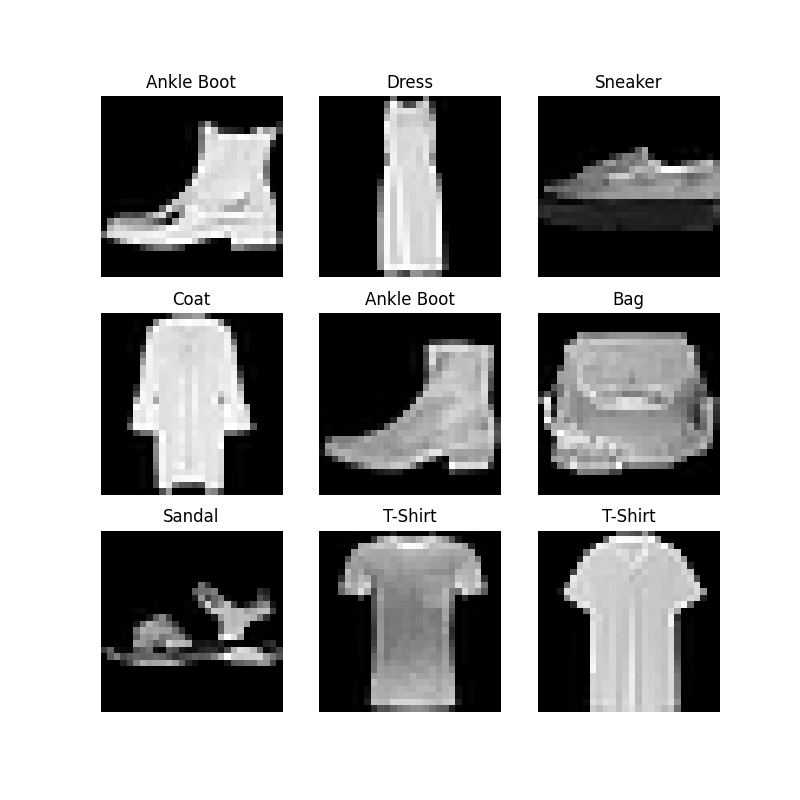 Ankle Boot
Dress
Sneaker
Coat
Ankle Boot
Bag
Sandal
T-Shirt
T-Shirt